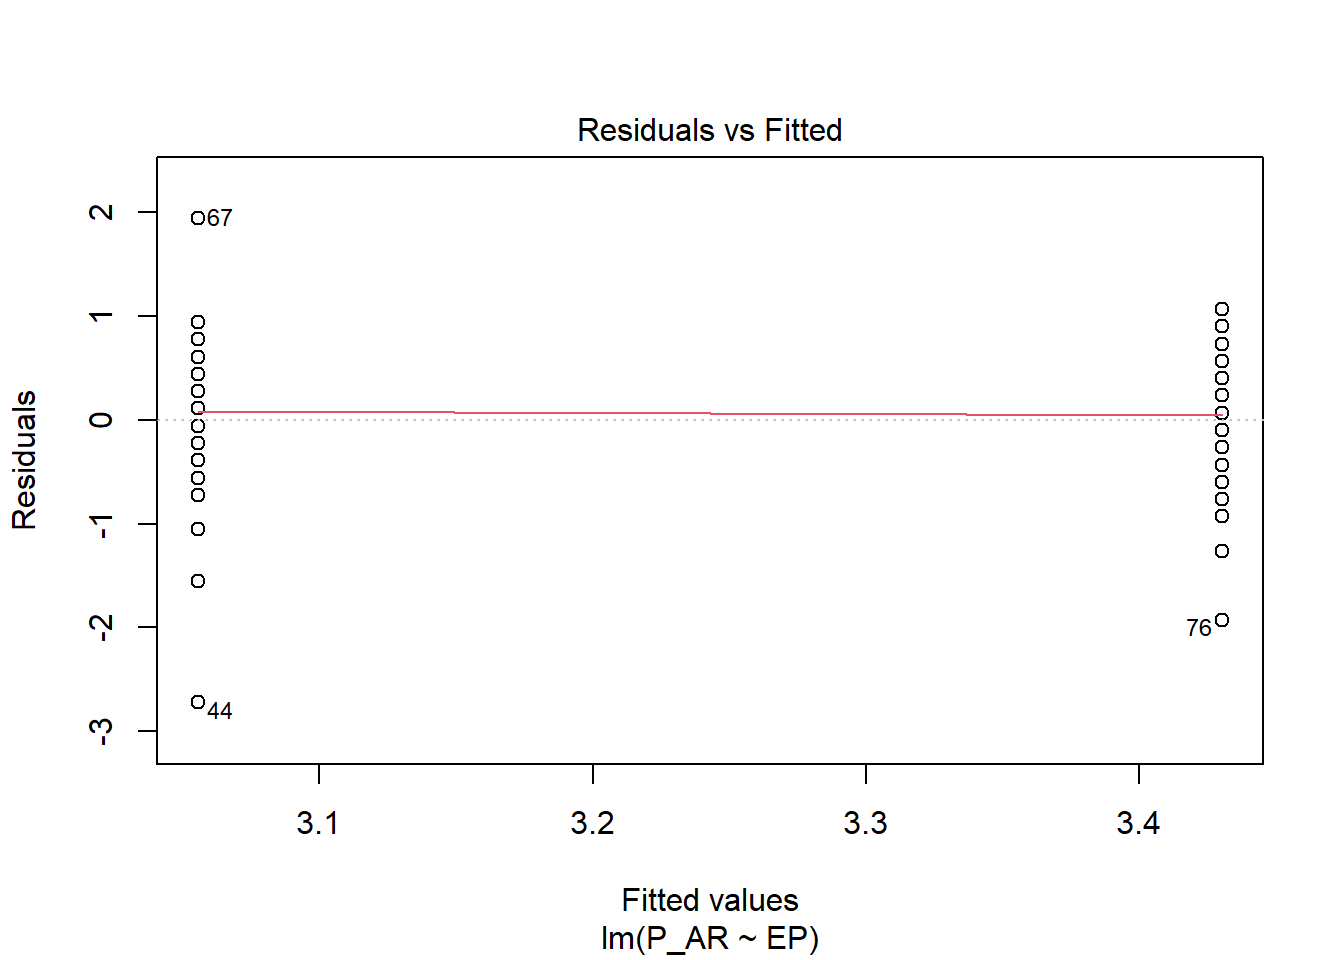 Residuals vs Fitted
Residuals
2
1
0
-1
-2
-3
67
44
76
3.1 3.2 3.3 3.4
Fitted values
lm(P_AR ~ EP)